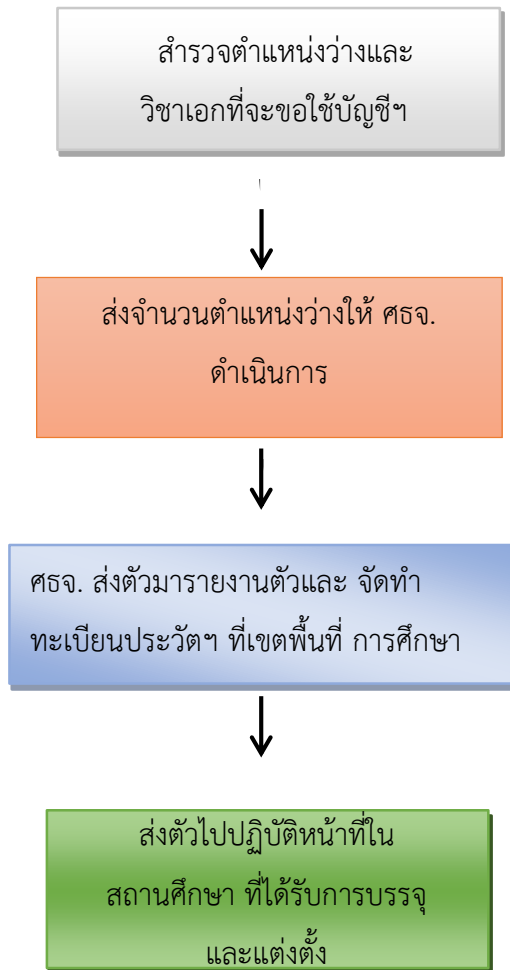 สำรวจตำแหน่งว่างและ
วิชาเอกที่จะขอใช้บัญชีฯ
ส่งจำนวนตำแหน่งว่างให้ ศธจ.
ดำเนินการ
ศธจ. ส่งตัวมารายงานตัวและ จัดทำ
ทะเบียนประวัตฯ ที่เขตพื้นที่ การศึกษา
ส่งตัวไปปฏิบัติหน้าที่ใน
สถานศึกษา ที่ได้รับการบรรจุ
และแต่งตั้ง